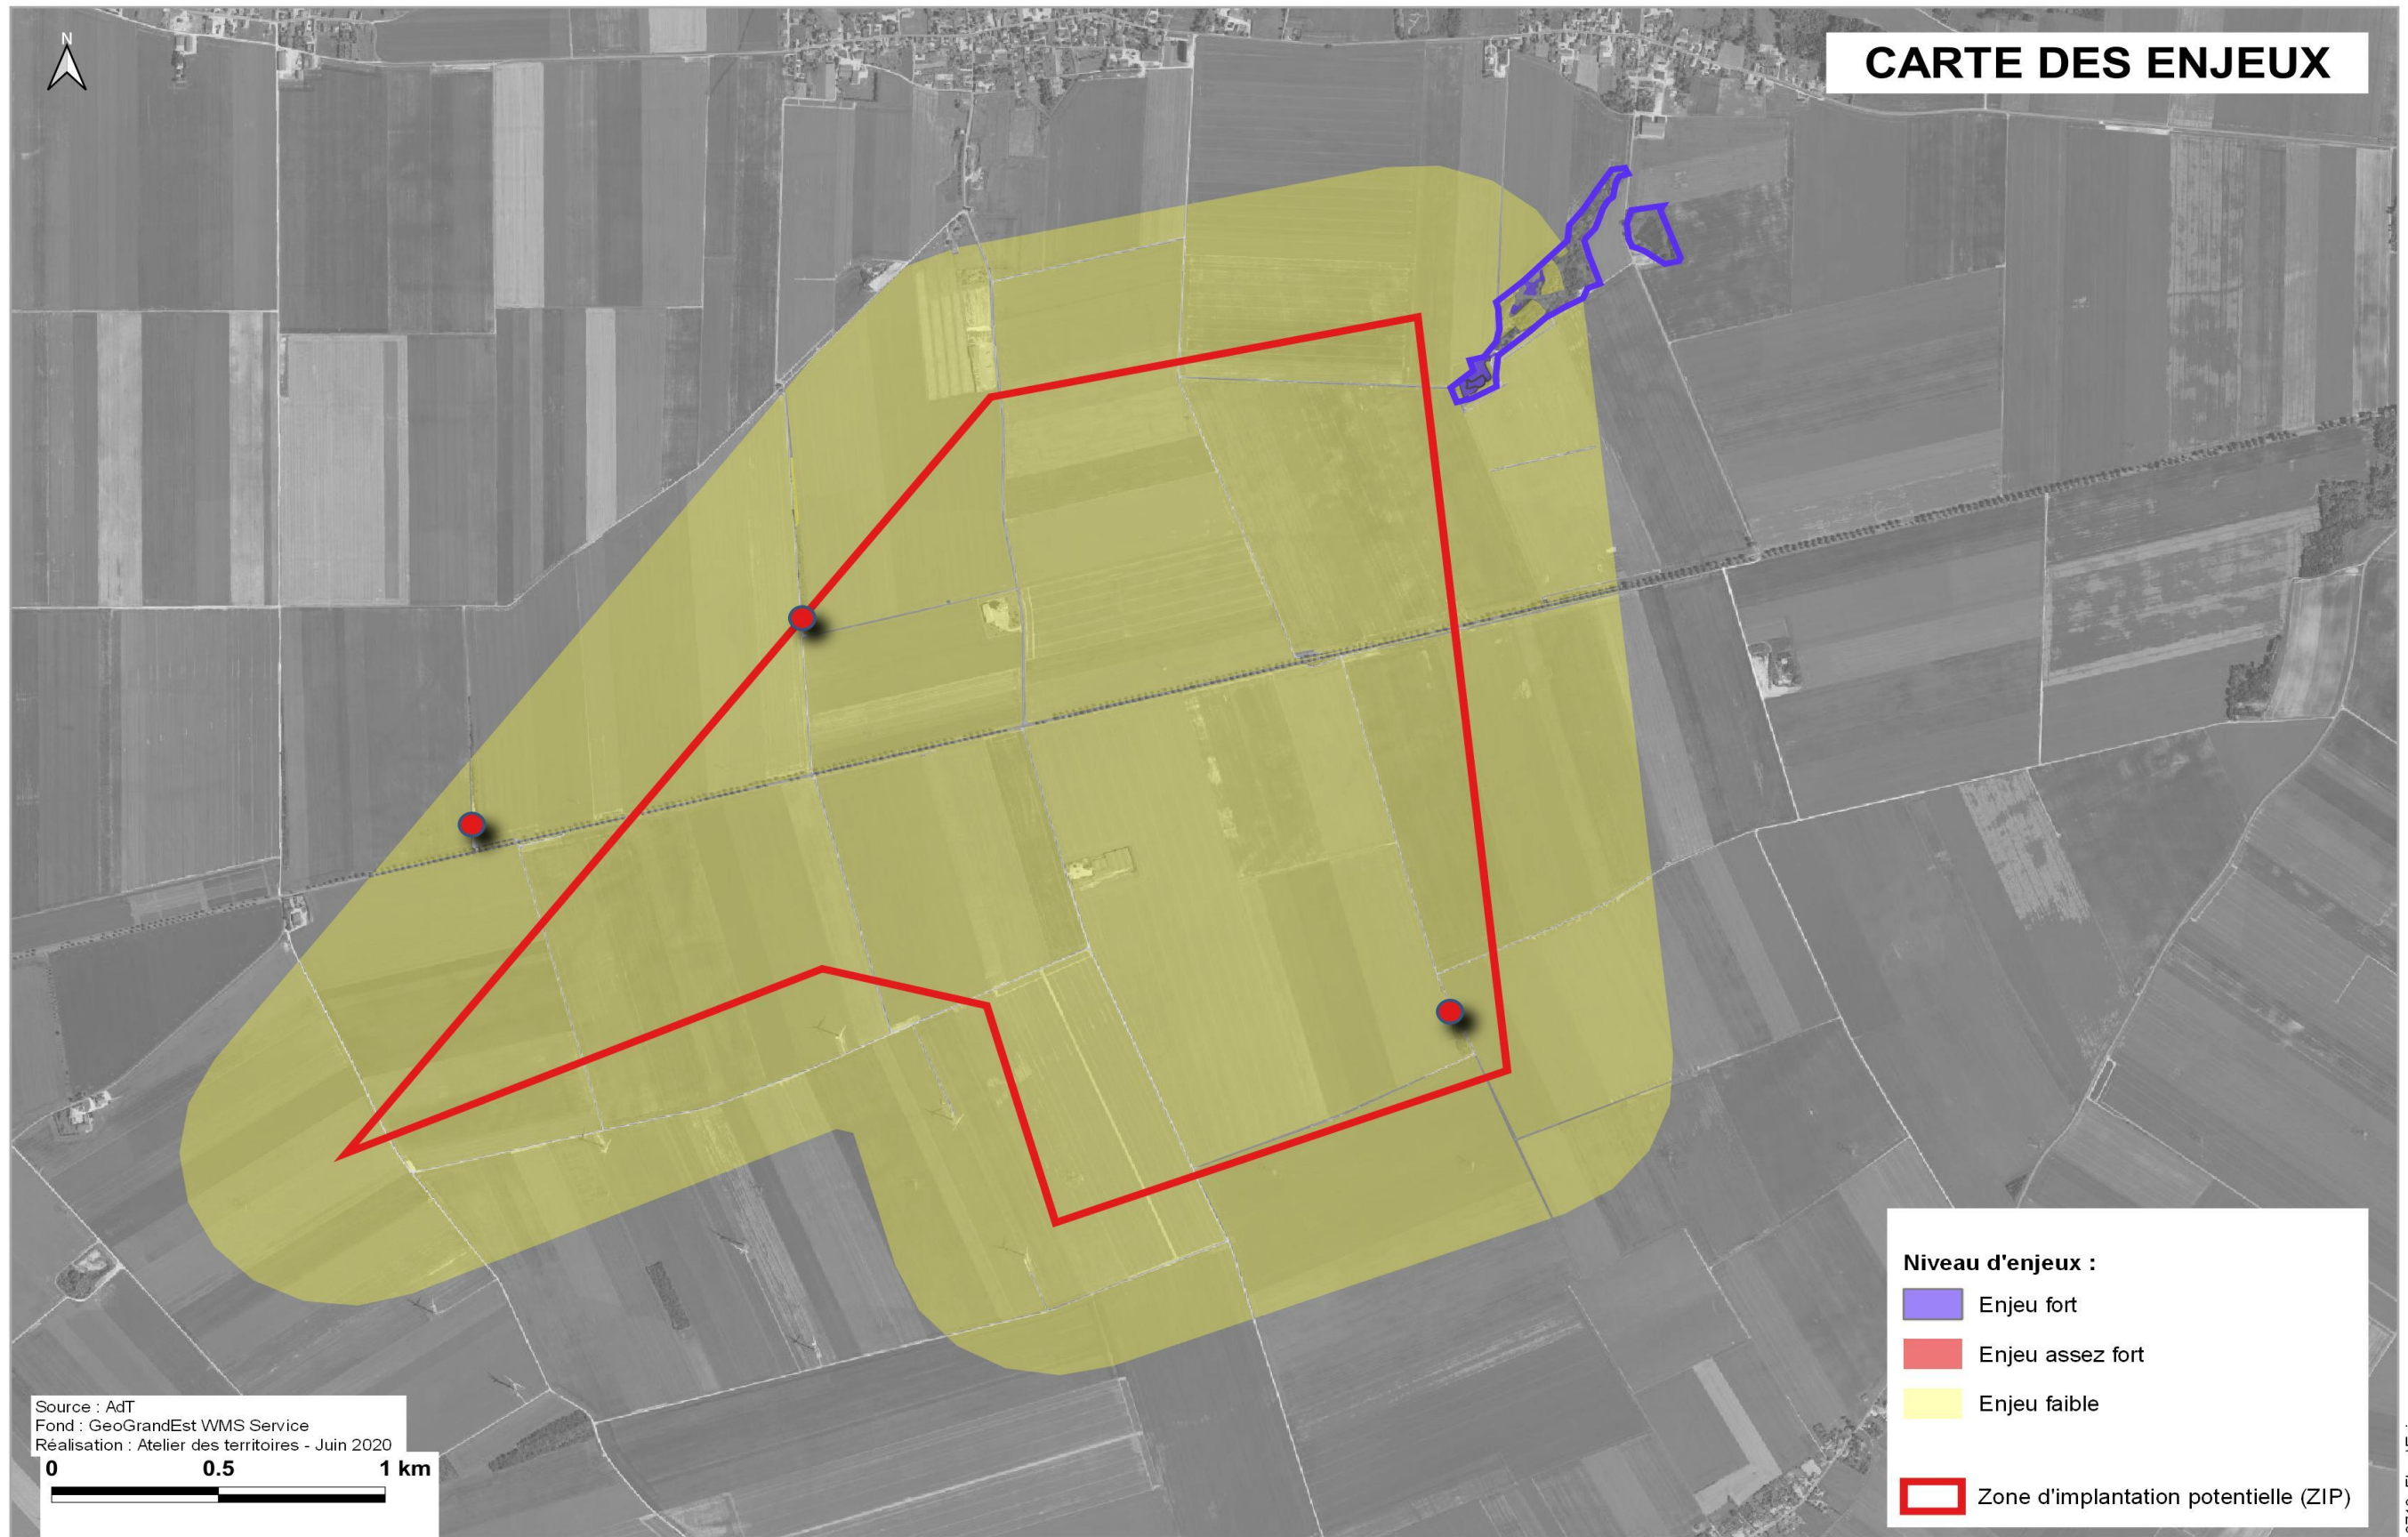 N
CARTE DES ENJEUX
Niveau d'enjeux :
Enjeu fort
Enjeu assez fort
Enjeu faible
Zone d'implantation potentielle (ZIP)
Source : AdT
Fond : GeoGrandEst WMS Service
Réalisation : Atelier des territoires - Juin 2020
0 0.5 1 km